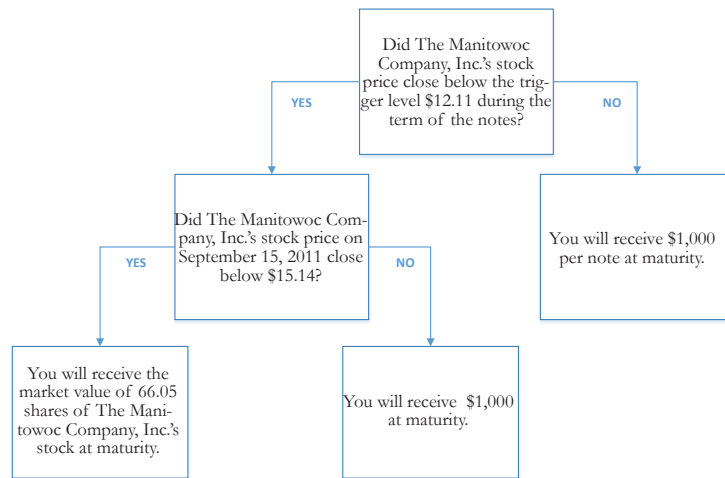 Did The Manitowoc
Company, Inc.'s stock
price close below the trig-
ger level $12.11 during the
term of the notes?
YES
NO
Did The Manitowoc Com-
pany, Inc.'s stock price on
September 15, 2011 close
below $15.14?
You will receive $1,000
per note at maturity.
YES
NO
You will receive the
market value of 66.05
shares of The Mani-
towoc Company, Inc.'s
stock at maturity.
You will receive $1,000
at maturity.